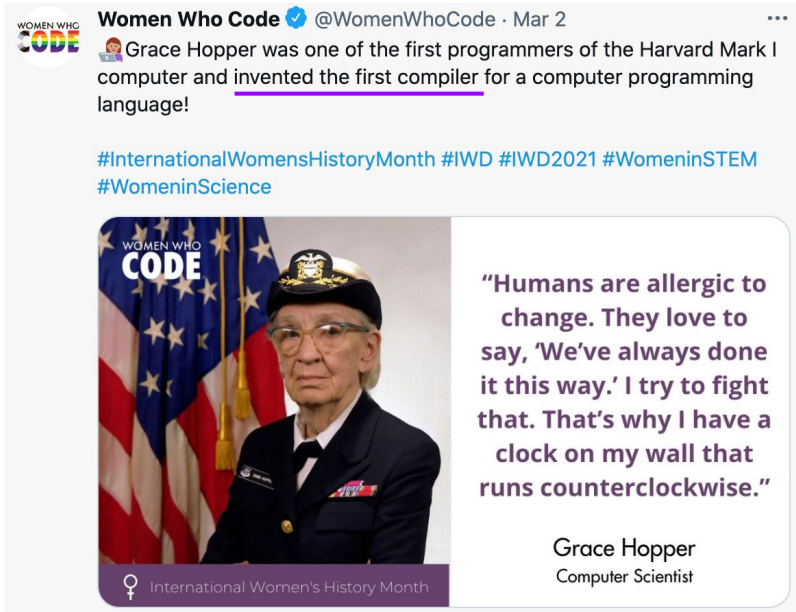 WOMEN WHO
CODE
Women Who Code @WomenWhoCode · Mar 2
Grace Hopper was one of the first programmers of the Harvard Mark I
computer and invented the first compiler for a computer programming
language!
#InternationalWomensHistoryMonth #IWD #IWD2021 #WomeninSTEM
#WomeninScience
WOMEN WHO
CODE
“Humans are allergic to
change. They love to
say, ‘We’ve always done
it this way.’ I try to fight
that. That’s why I have a
clock on my wall that
runs counterclockwise.”
Grace Hopper
Computer Scientist
International Women's History Month